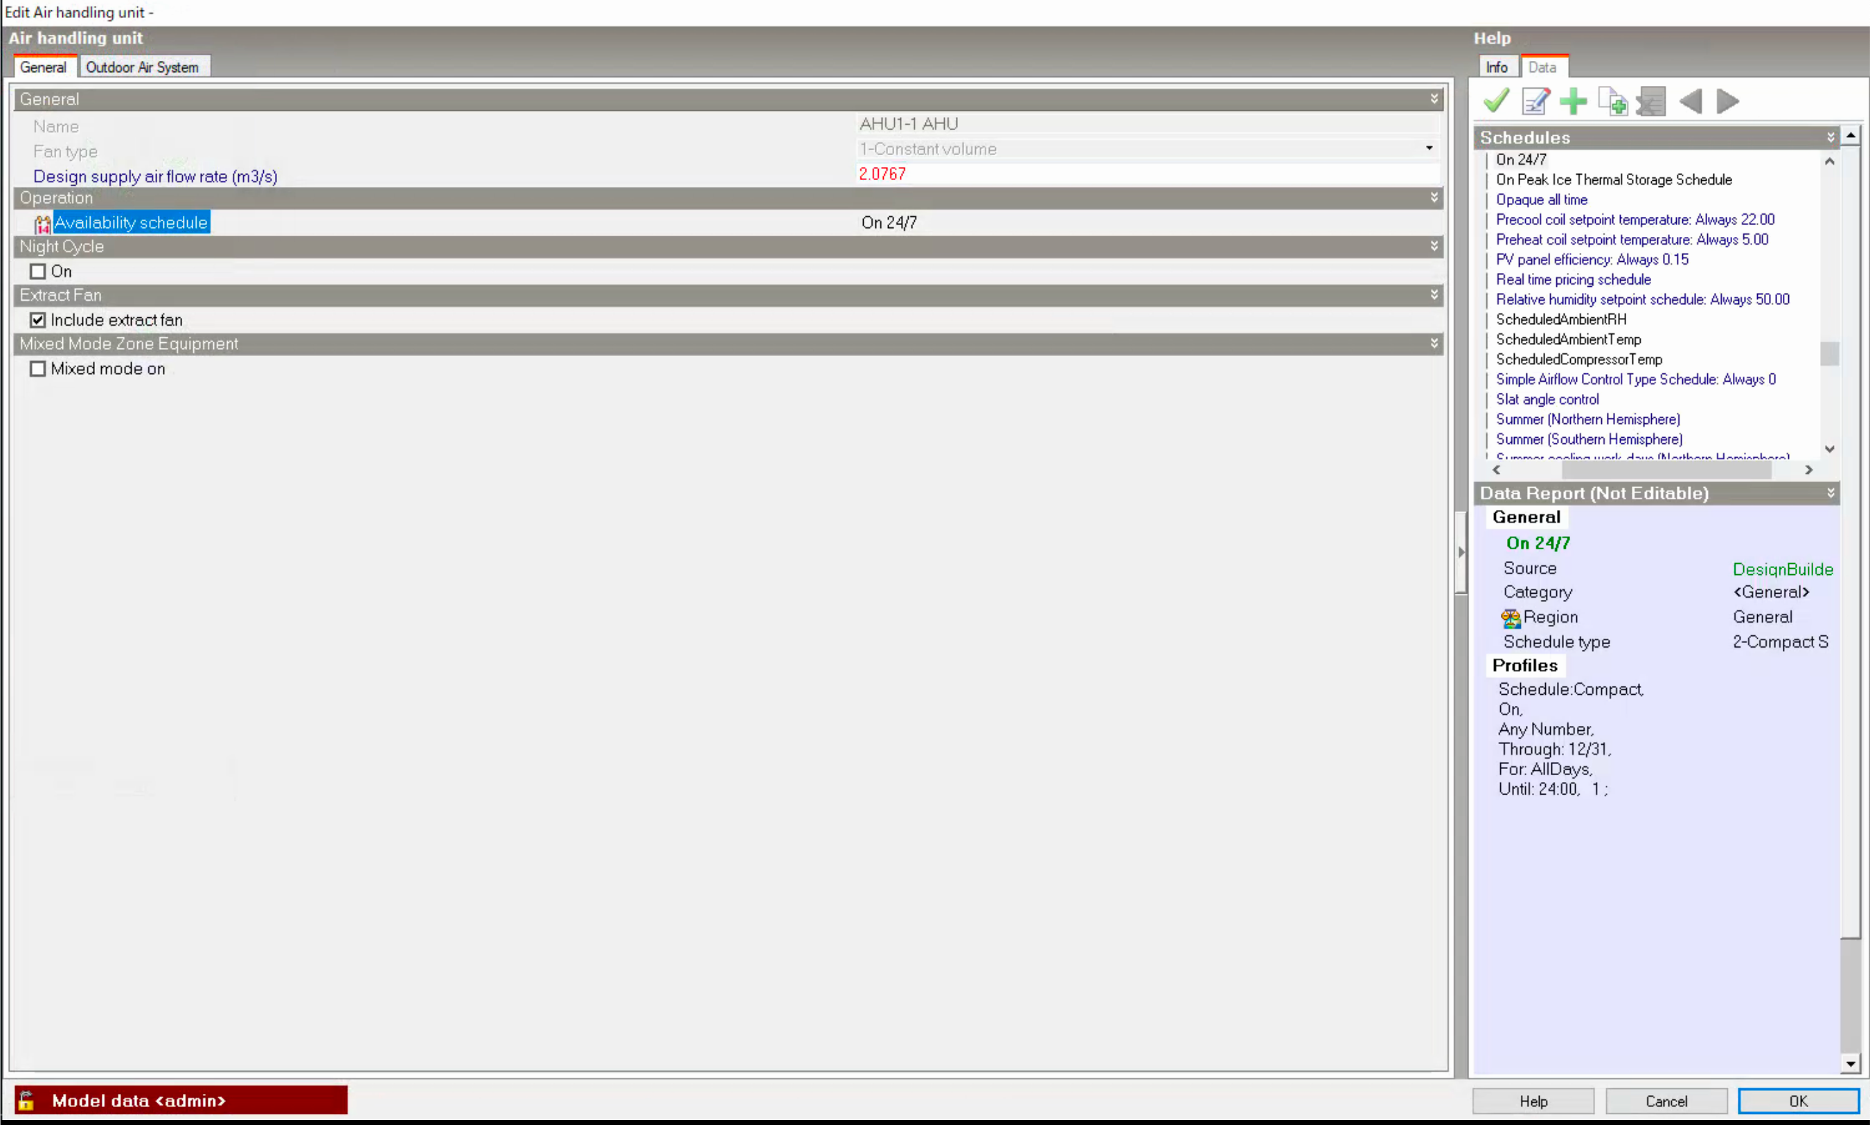 Edit Air handling unit -
Air handling unit
General
Outdoor Air System
General
Name
AHU1-1 AHU
Fan type
1-Constant volume
Design supply air flow rate (m3/s)
2.0767
Operation
14
Availability schedule
On 24/7
Night Cycle
On
Extract Fan
Include extract fan
Mixed Mode Zone Equipment
Mixed mode on
Model data <admin>
Help
Info
Data
Schedules
On 24/7
On Peak Ice Thermal Storage Schedule
Opaque all time
Precool coil setpoint temperature: Always 22.00
Preheat coil setpoint temperature: Always 5.00
PV panel efficiency: Always 0.15
Real time pricing schedule
Relative humidity setpoint schedule: Always 50.00
ScheduledAmbientRH
ScheduledAmbientTemp
ScheduledCompressorTemp
Simple Airflow Control Type Schedule: Always 0
Slat angle control
Summer (Northern Hemisphere)
Summer (Southern Hemisphere)
Summer cooling work days (Northern Hemisphere)
Data Report (Not Editable)
General
On 24/7
Source
DesignBuilde
Category
<General>
Region
General
Schedule type
2-Compact S
Profiles
Schedule:Compact,
On,
Any Number,
Through: 12/31,
For: AllDays,
Until: 24:00, 1 ;
Help
Cancel
OK